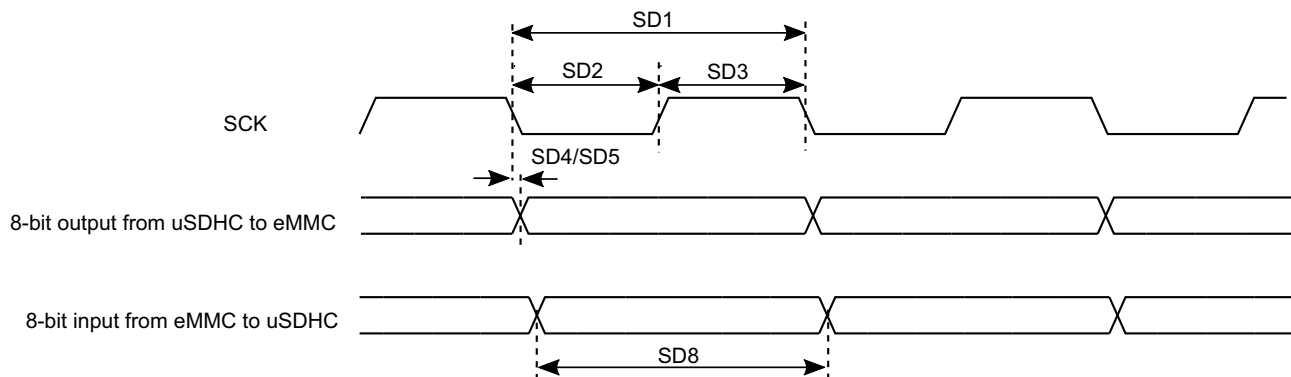 SD1
SD2
SD3
SCK
SD4/SD5
8-bit output from uSDHC to eMMC
8-bit input from eMMC to uSDHC
SD8